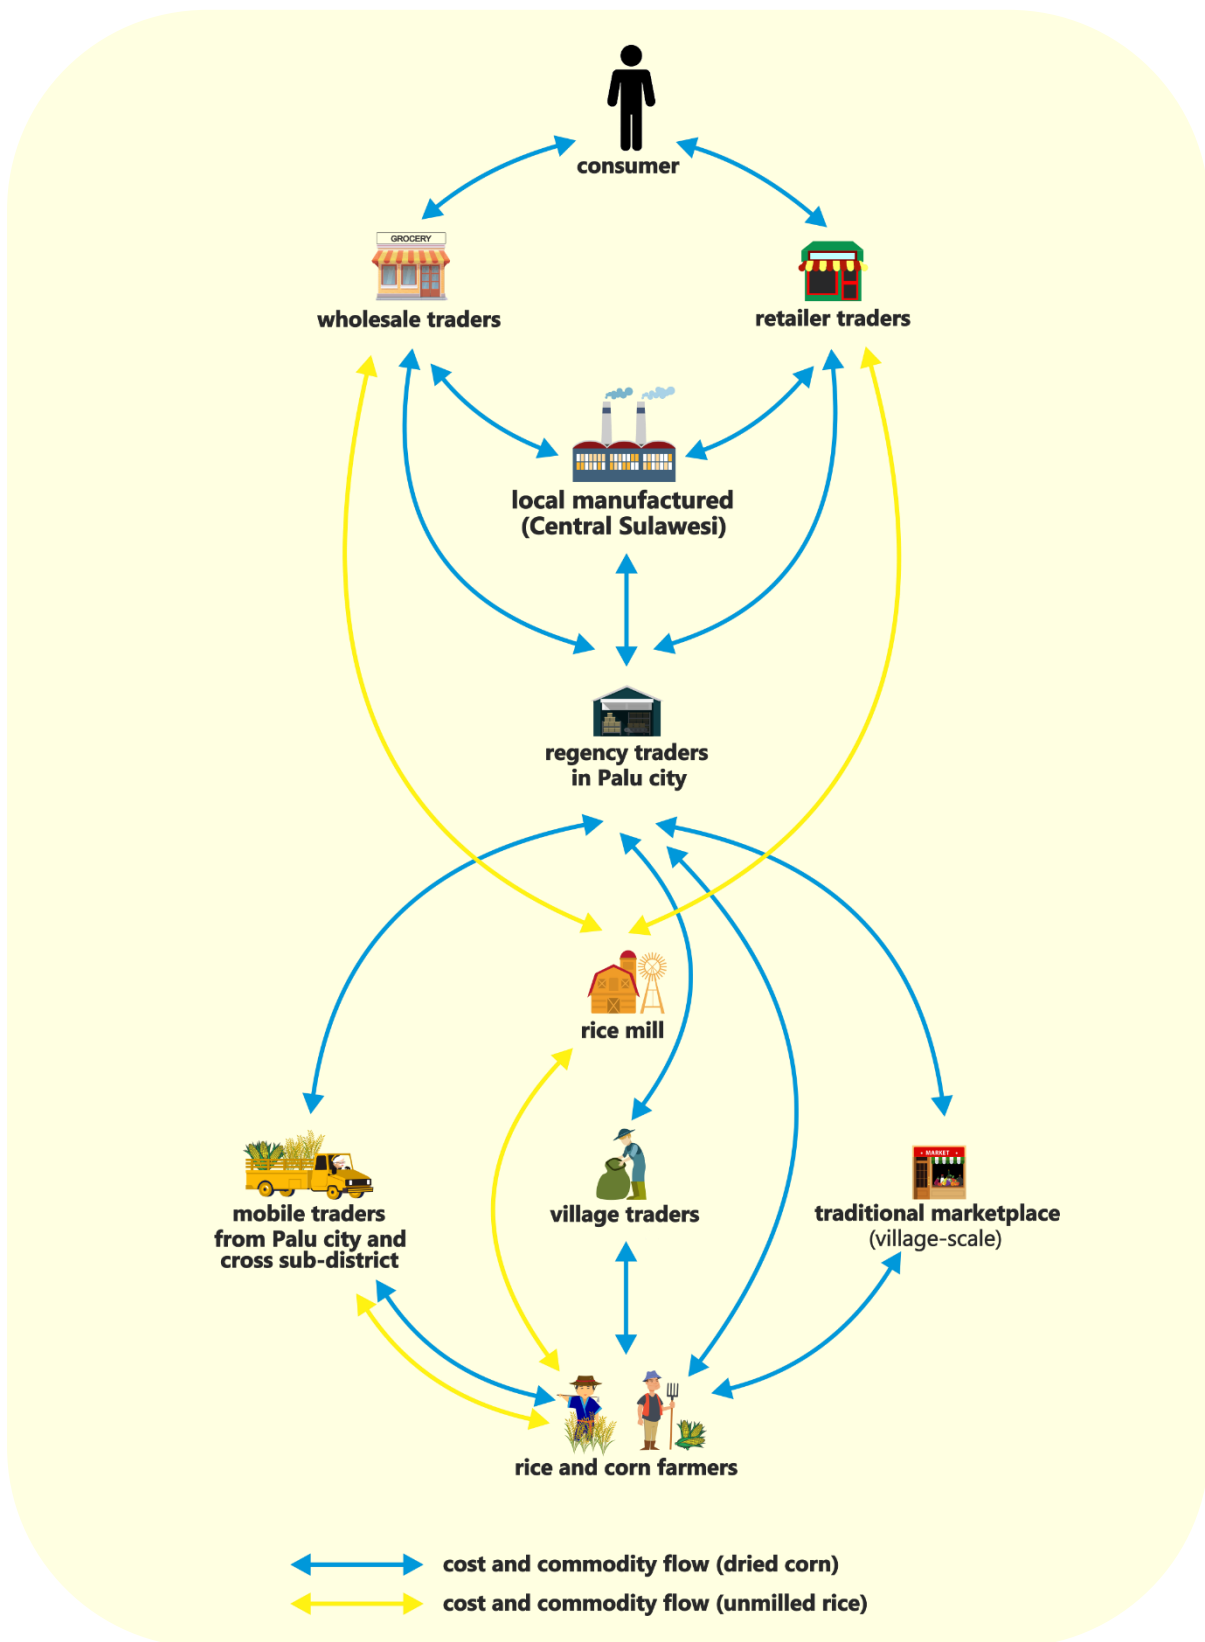 consumer
GROCERY
wholesale traders
retailer traders
local manufactured
(Central Sulawesi)
regency traders
in Palu city
rice mill
mobile traders
from Palu city and
cross sub-district
village traders
• MARKET •
traditional marketplace
(village-scale)
rice and corn farmers
cost and commodity flow (dried corn)
cost and commodity flow (unmilled rice)